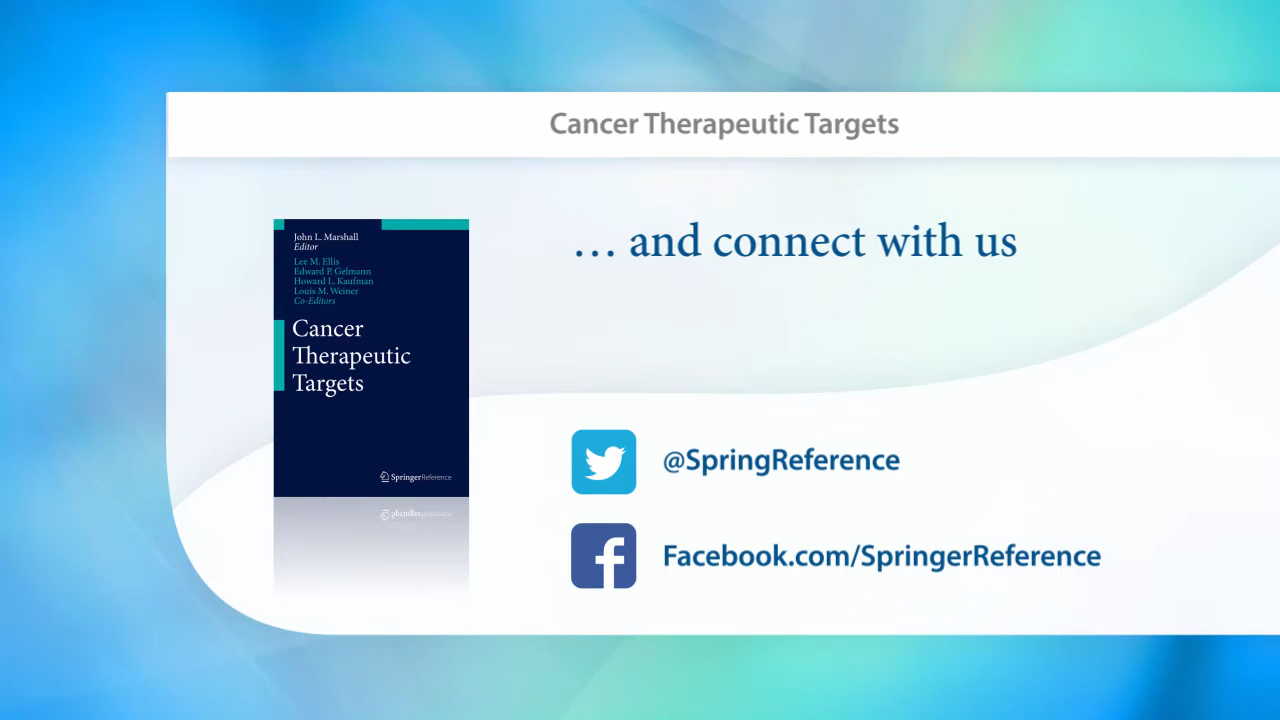 Cancer Therapeutic Targets
… and connect with us
John L. Marshall
Editor
Lee M. Ellis
Edward P. Gelmann
Howard L. Kaufman
Louis M. Weiner
Co-Editors
Cancer
Therapeutic
Targets
SpringerReference
@SpringReference
Facebook.com/SpringerReference